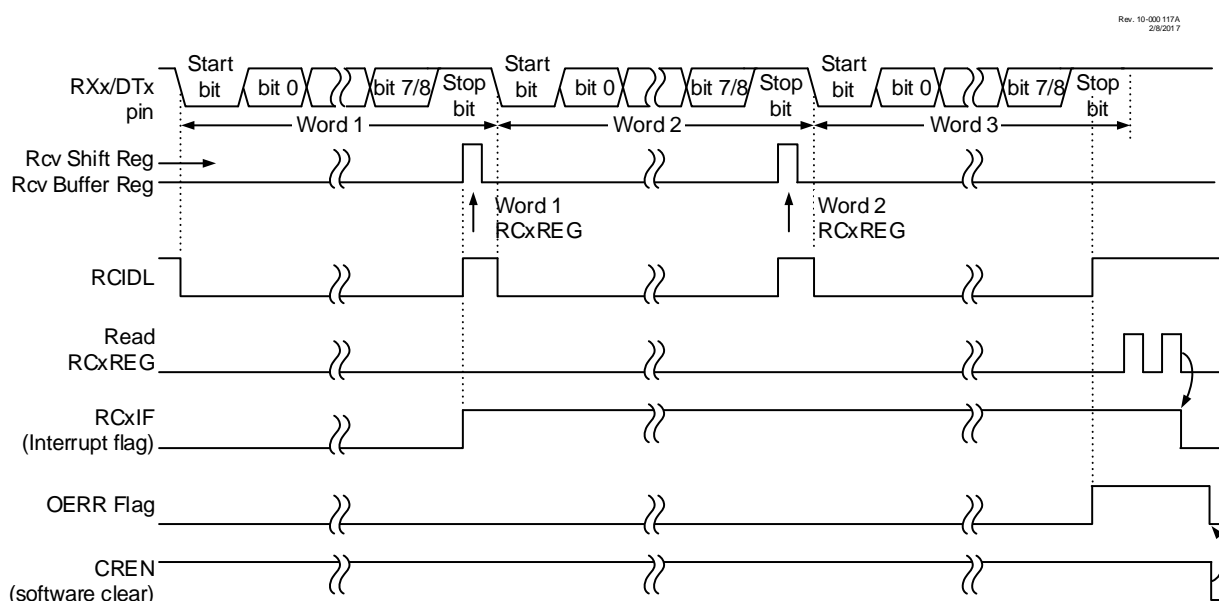 Rev. 10-000 117A
2/8/2017
RXx/DTx
pin
Start
bit
bit 0
bit 7/8
Stop
bit
Start
bit
bit 0
bit 7/8
Stop
bit
Start
bit
bit 0
bit 7/8
Stop
bit
Word 1
Word 2
Word 3
Rcv Shift Reg
Rcv Buffer Reg
Word 1
RCxREG
Word 2
RCxREG
RCIDL
Read
RCxREG
RCxIF
(Interrupt flag)
OERR Flag
CREN
(software clear)